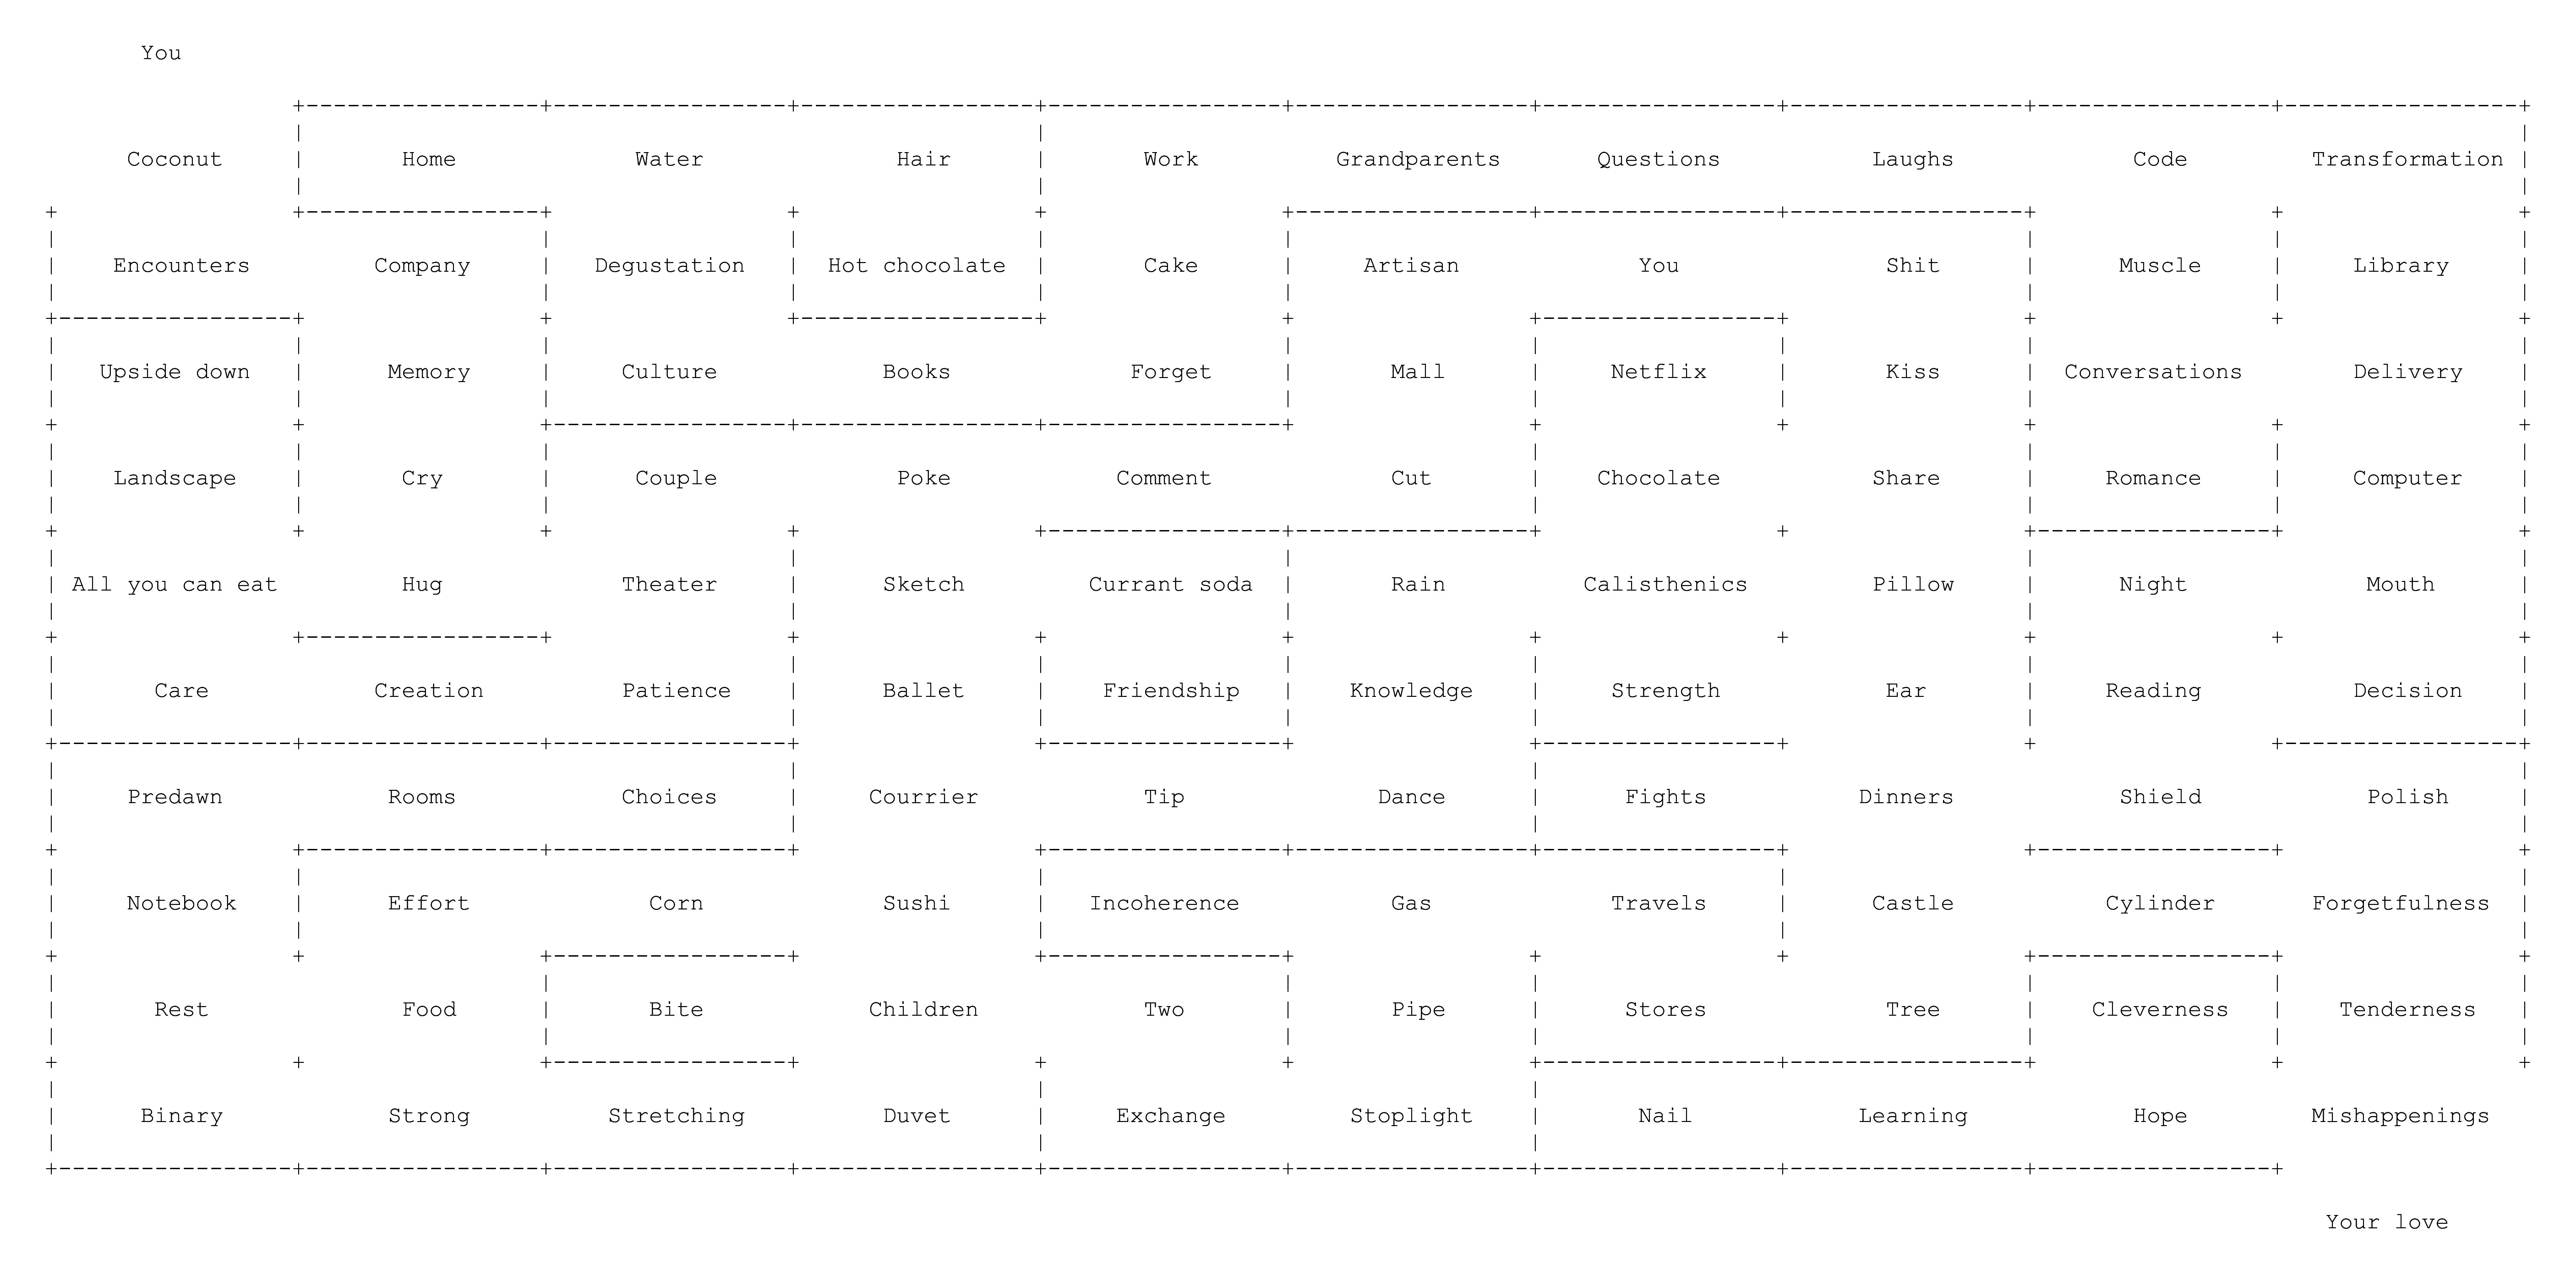 You
Coconut Home Water Hair Work Grandparents Questions Laughs Code Transformation
Encounters Company Degustation Hot chocolate Cake Artisan You Shit Muscle Library
Upside down Memory Culture Books Forget Mall Netflix Kiss Conversations Delivery
Landscape Cry Couple Poke Comment Cut Chocolate Share Romance Computer
All you can eat Hug Theater Sketch Currant soda Rain Calisthenics Pillow Night Mouth
Care Creation Patience Ballet Friendship Knowledge Strength Ear Reading Decision
Predawn Rooms Choices Courrier Tip Dance Fights Dinners Shield Polish
Notebook Effort Corn Sushi Incoherence Gas Travels Castle Cylinder Forgetfulness
Rest Food Bite Children Two Pipe Stores Tree Cleverness Tenderness
Binary Strong Stretching Duvet Exchange Stoplight Nail Learning Hope Mishappenings
Your love